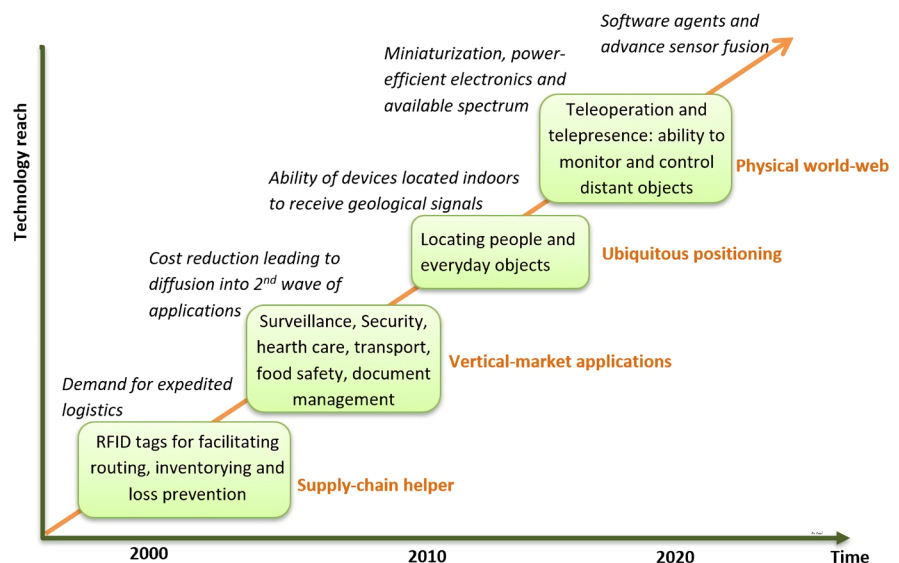 Software agents and
advance sensor fusion
Miniaturization, power-
efficient electronics and
available spectrum
Teleoperation and
telepresence: ability to
monitor and control
distant objects
Physical world-web
Ability of devices located indoors
to receive geological signals
Locating people and
everyday objects
Ubiquitous positioning
Cost reduction leading to
diffusion into 2nd wave of
applications
Surveillance, Security,
hearth care, transport,
food safety, document
management
Vertical-market applications
Demand for expedited
logistics
RFID tags for facilitating
routing, inventorying and
loss prevention
Supply-chain helper
Technology reach
2000
2010
2020
Time